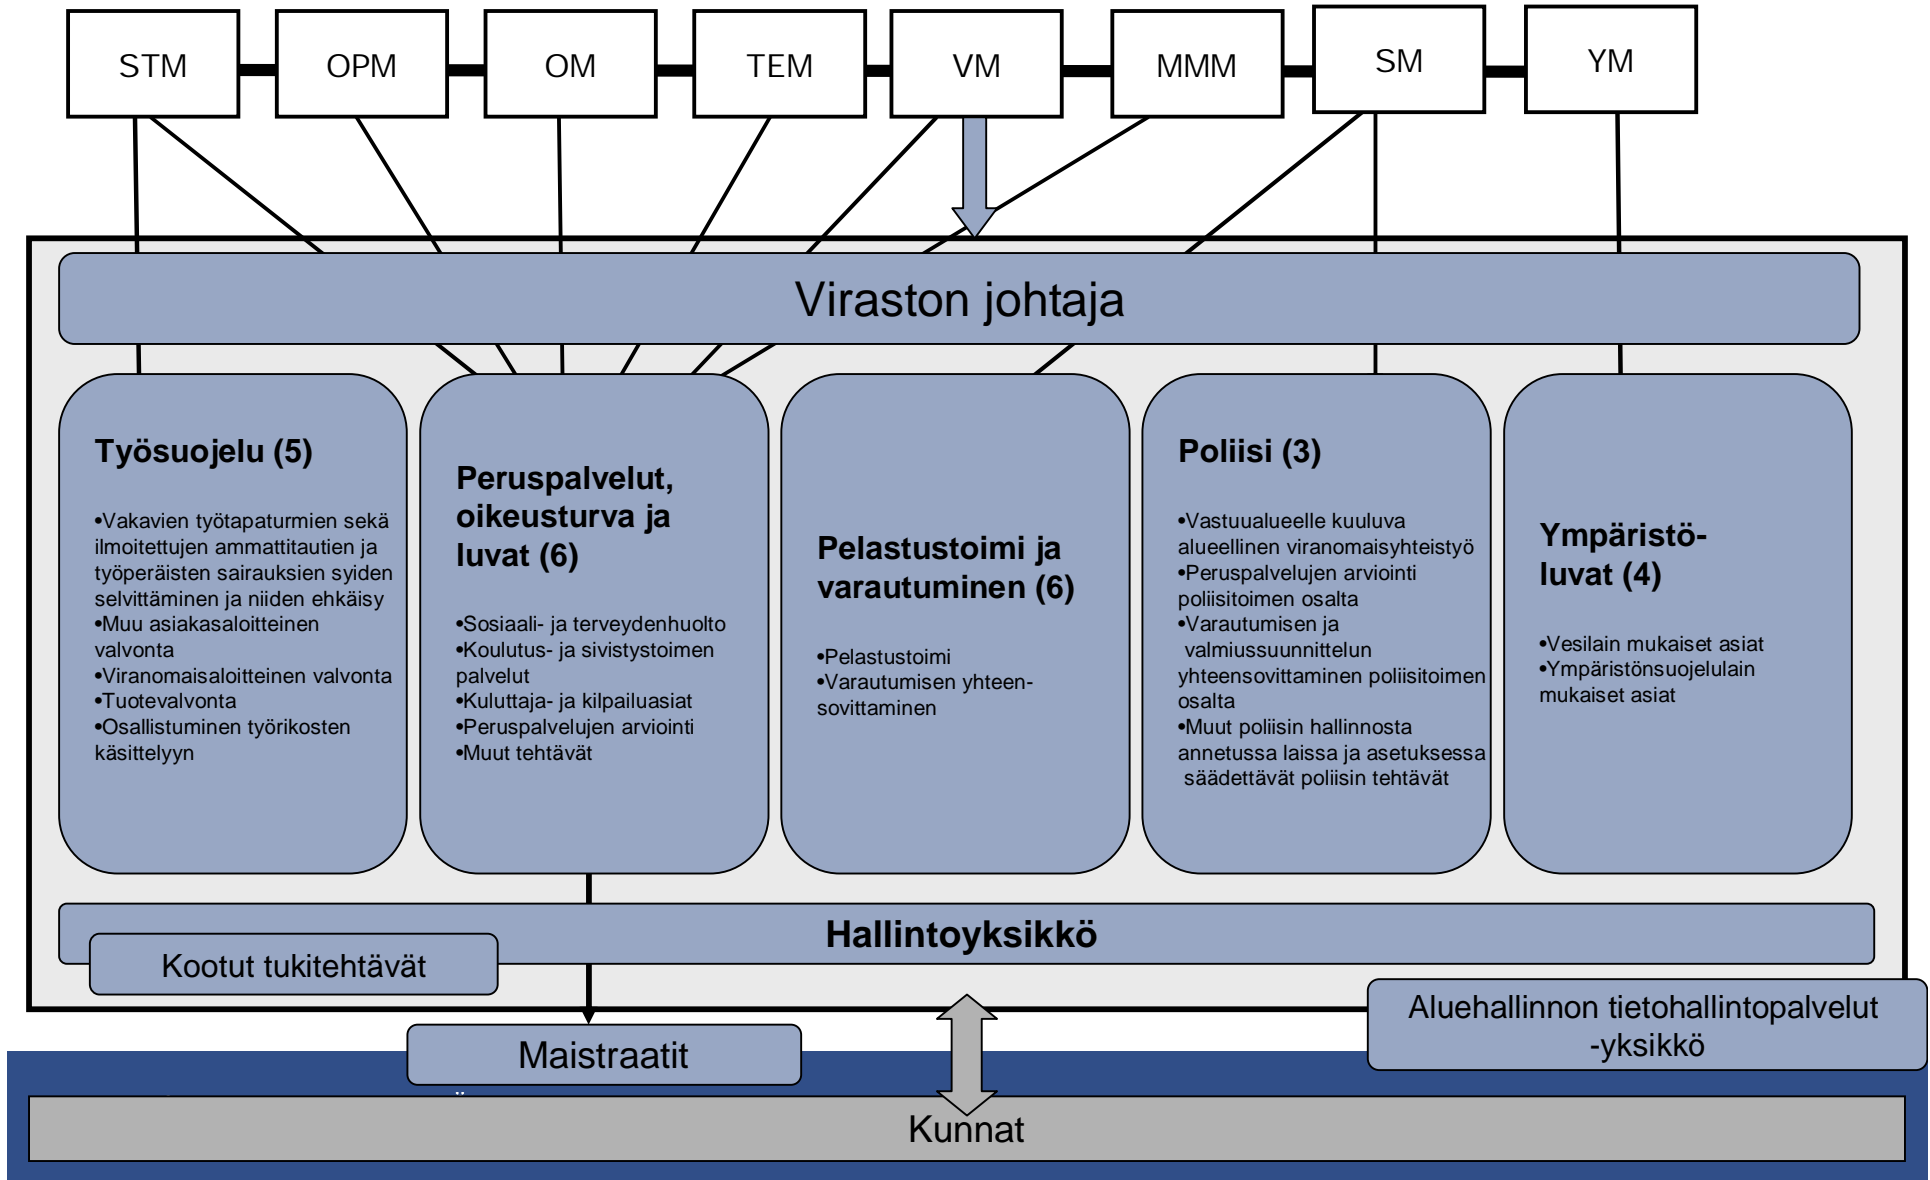 STM
OPM
OM
TEM
VM
MMM
SM
YM
Viraston johtaja
Työsuojelu (5)
•Vakavien työtapaturmien sekä
ilmoitettujen ammattitautien ja
työperäisten sairauksien syiden
selvittäminen ja niiden ehkäisy
•Muu asiakasaloitteinen
valvonta
•Viranomaisaloitteinen valvonta
•Tuotevalvonta
•Osallistuminen työrikosten
käsittelyyn
Peruspalvelut,
oikeusturva ja
luvat (6)
•Sosiaali- ja terveydenhuolto
•Koulutus- ja sivistystoimen
palvelut
•Kuluttaja- ja kilpailuasiat
•Peruspalvelujen arviointi
•Muut tehtävät
Pelastustoimi ja
varautuminen (6)
•Pelastustoimi
•Varautumisen yhteen-
sovittaminen
Poliisi (3)
•Vastuualueelle kuuluva
alueellinen viranomaisyhteistyö
•Peruspalvelujen arviointi
poliisitoimen osalta
•Varautumisen ja
valmiussuunnittelun
yhteensovittaminen poliisitoimen
osalta
•Muut poliisin hallinnosta
annetussa laissa ja asetuksessa
säädettävät poliisin tehtävät
Ympäristö-
luvat (4)
•Vesilain mukaiset asiat
•Ympäristönsuojelulain
mukaiset asiat
Hallintoyksikkö
Kootut tukitehtävät
Maistraatit
Aluehallinnon tietohallintopalvelut
-yksikkö
Kunnat